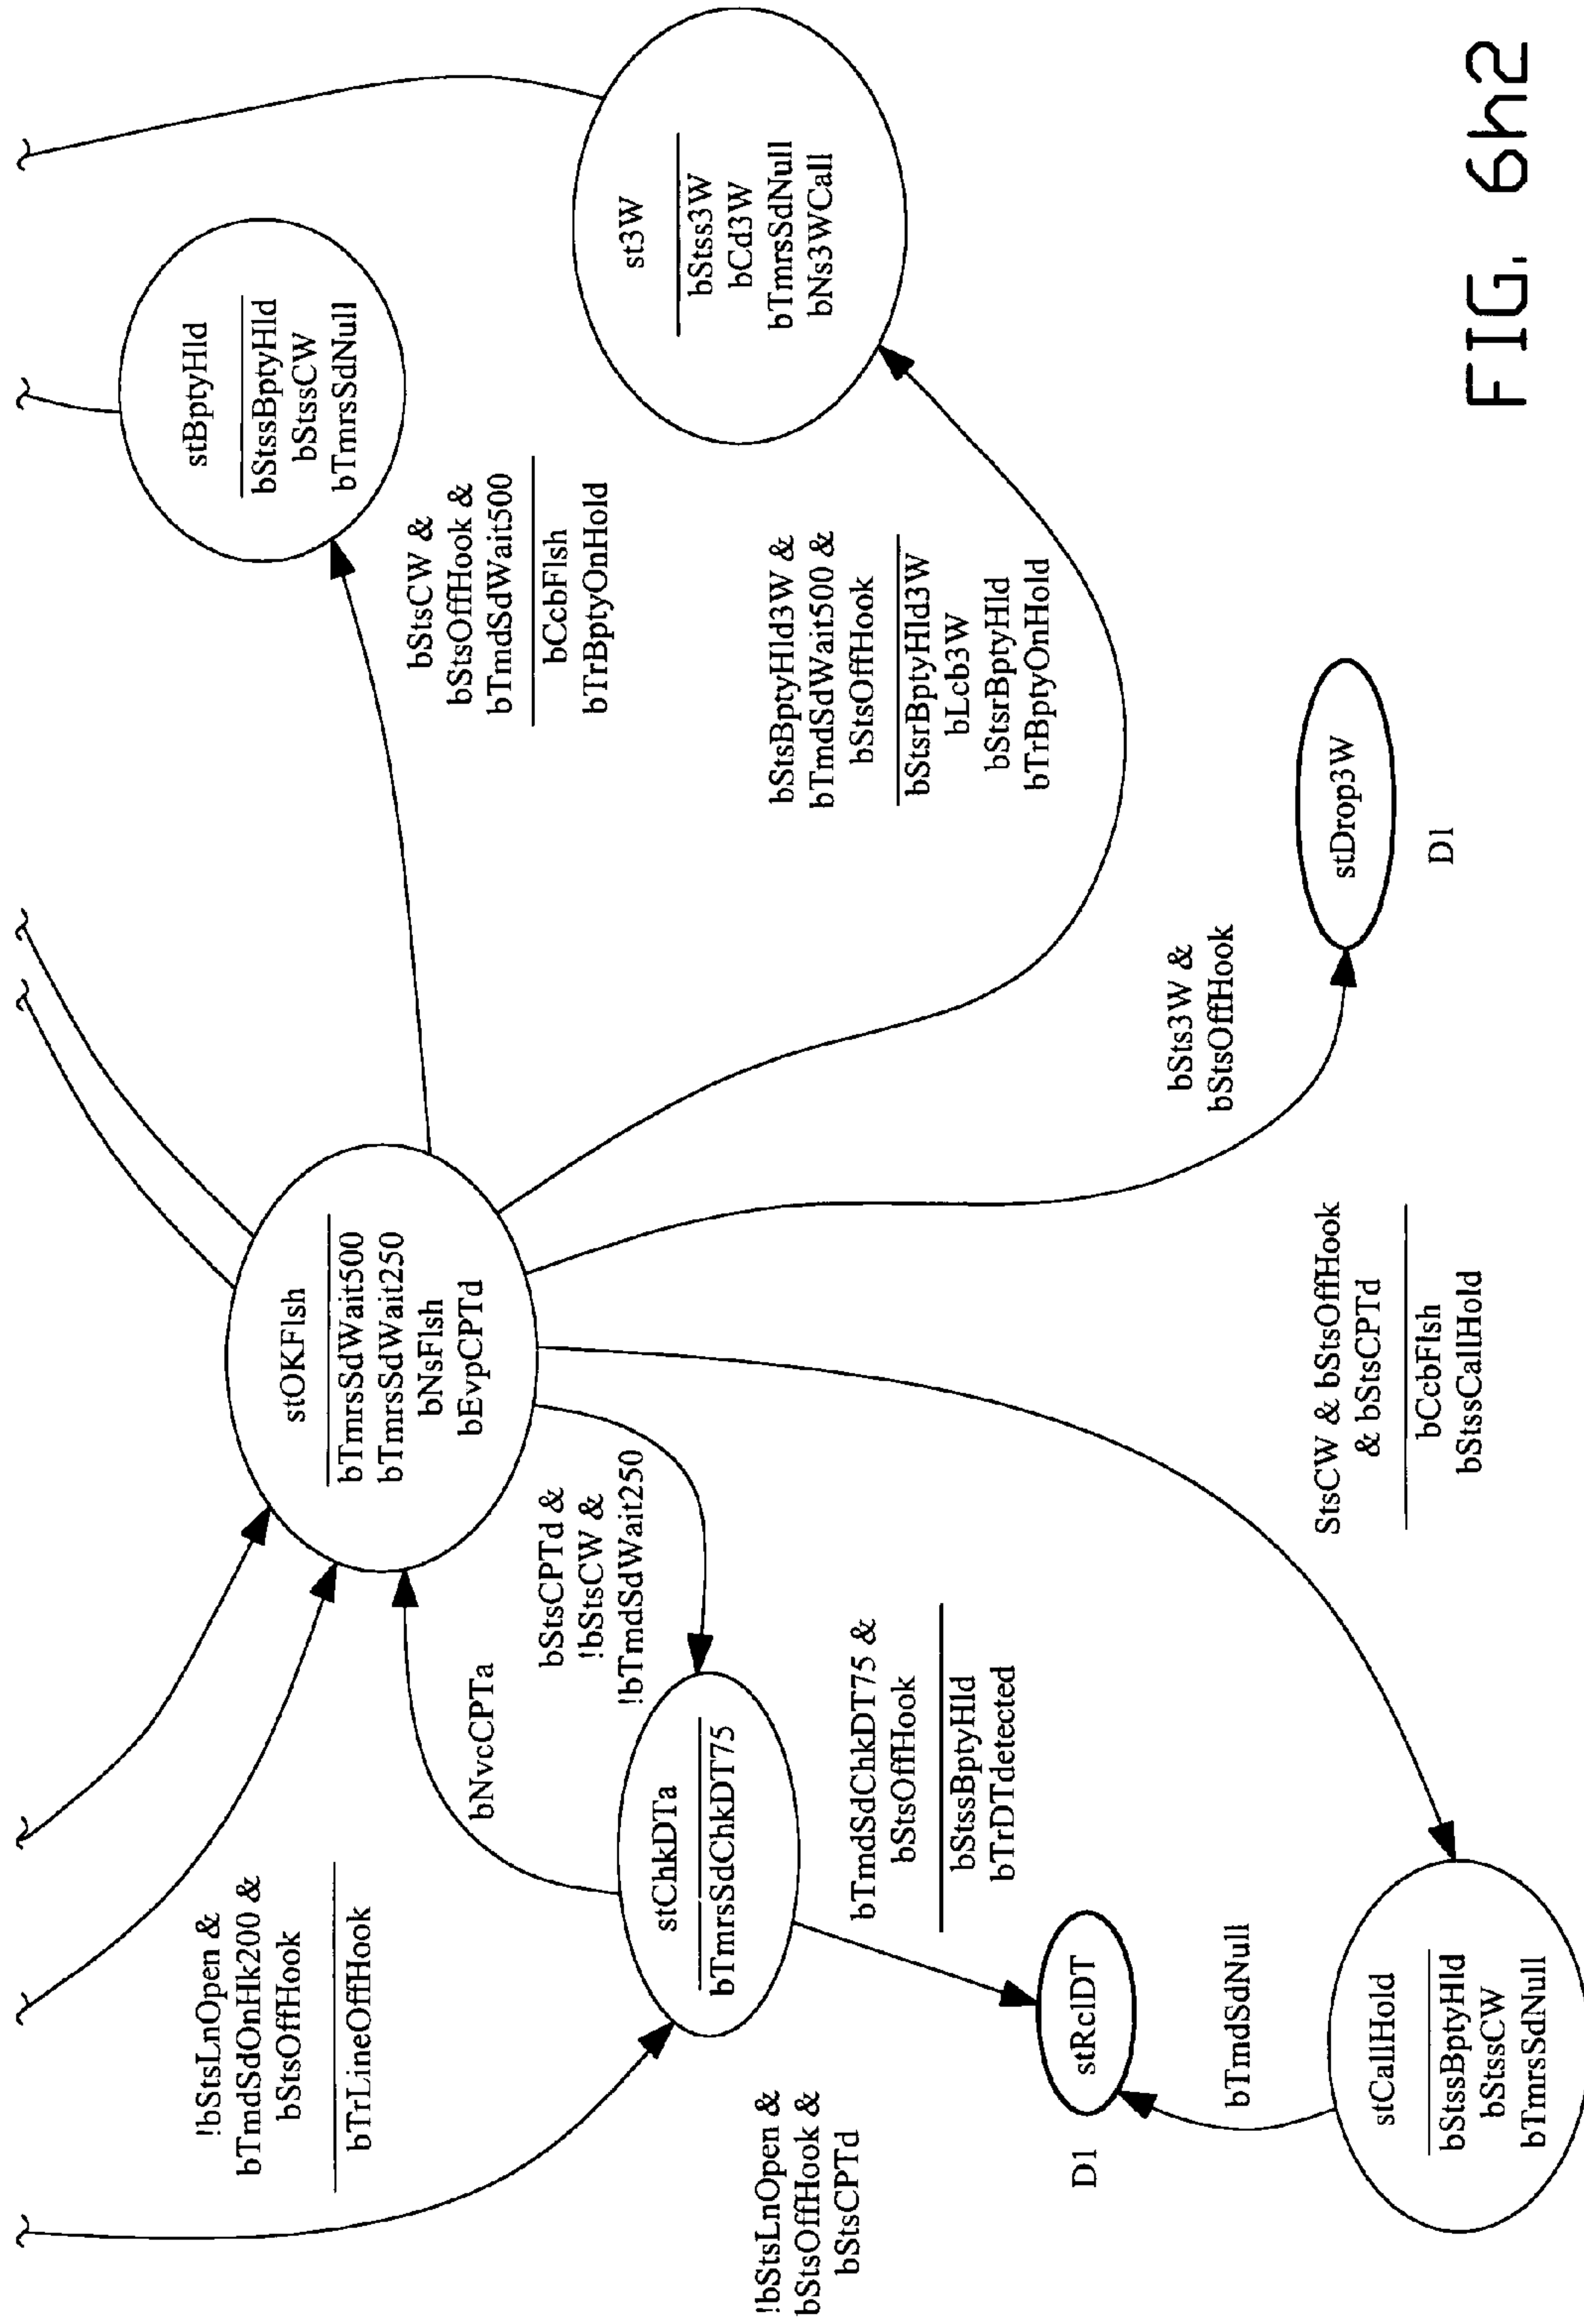 !bStsLnOpen &
bTmdSdOnHk200 &
bStsOffHook
bTrLineOffHook
stOKFlsh
bTmrsSdWait500
bTmrsSdWait250
bNsFlsh
bEvpCPTd
stBptyHld
bStssBptyHld
bStssCW
bTmrsSdNull
bStsCW &
bStsOffHook &
bTmdSdWait500
bCcbFlsh
bTrBptyOnHold
bNvcCPTa
bStsCPTd &
!bStsCW &
!bTmdSdWait250
st3W
bStss3W
bCd3W
bTmrsSdNull
bNs3WCall
stChkDTa
bTmrsSdChkDT75
bStsBptyHld3W &
bTmdSdWait500 &
bStsOffHook
bStsrBptyHld3W
bLcb3W
bStsrBptyHld
bTrBptyOnHold
!bStsLnOpen &
bStsOffHook &
bStsCPTd
bTmdSdChkDT75 &
bStsOffHook
bStssBptyHld
bTrDTdetected
stRclDT
D1
bSts3W &
bStsOffHook
bTmdSdNull
stDrop3W
D1
StsCW & bStsOffHook
& bStsCPTd
bCcbFlsh
bStssCallHold
stCallHold
bStssBptyHld
bStssCW
bTmrsSdNull
FIG. 6h2